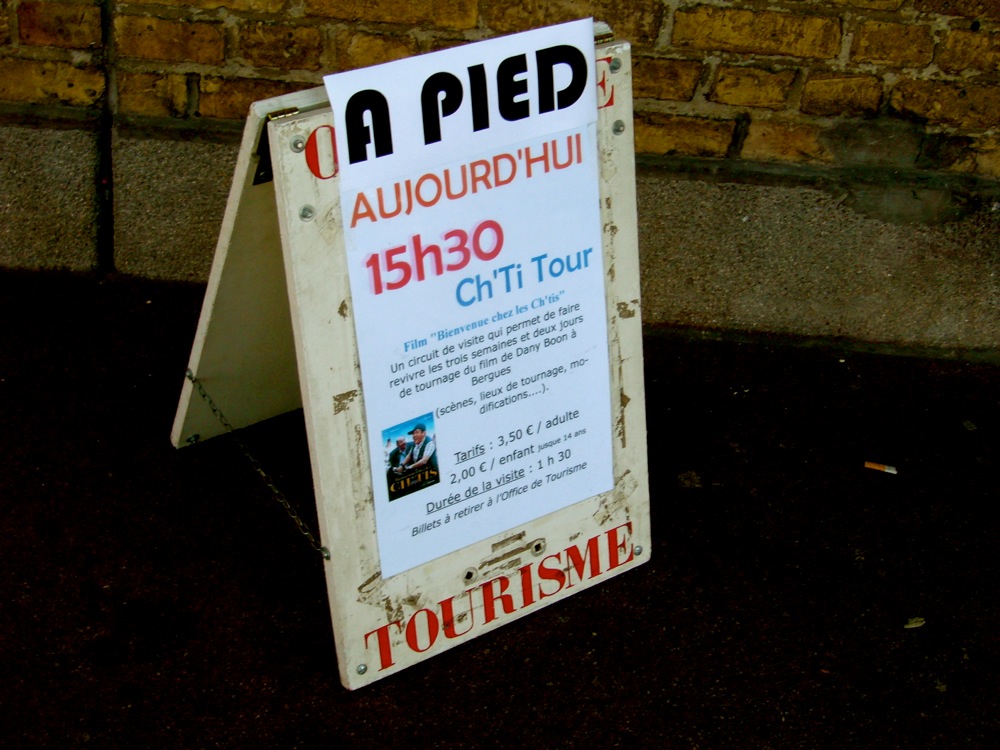 A PIED
O E
AUJOURD'HUI
15h30
Ch'Ti Tour
Film "Bienvenue chez les Ch'tis"
Un circuit de visite qui permet de faire
revivre les trois semaines et deux jours
de tournage du film de Dany Boon à
Bergues
(scènes, lieux de tournage, mo-
difications....).
CH'TIS
Tarifs : 3,50 € / adulte
2,00 € / enfant jusque 14 ans
Durée de la visite : 1 h 30
Billets à retirer à l'Office de Tourisme
TOURISME